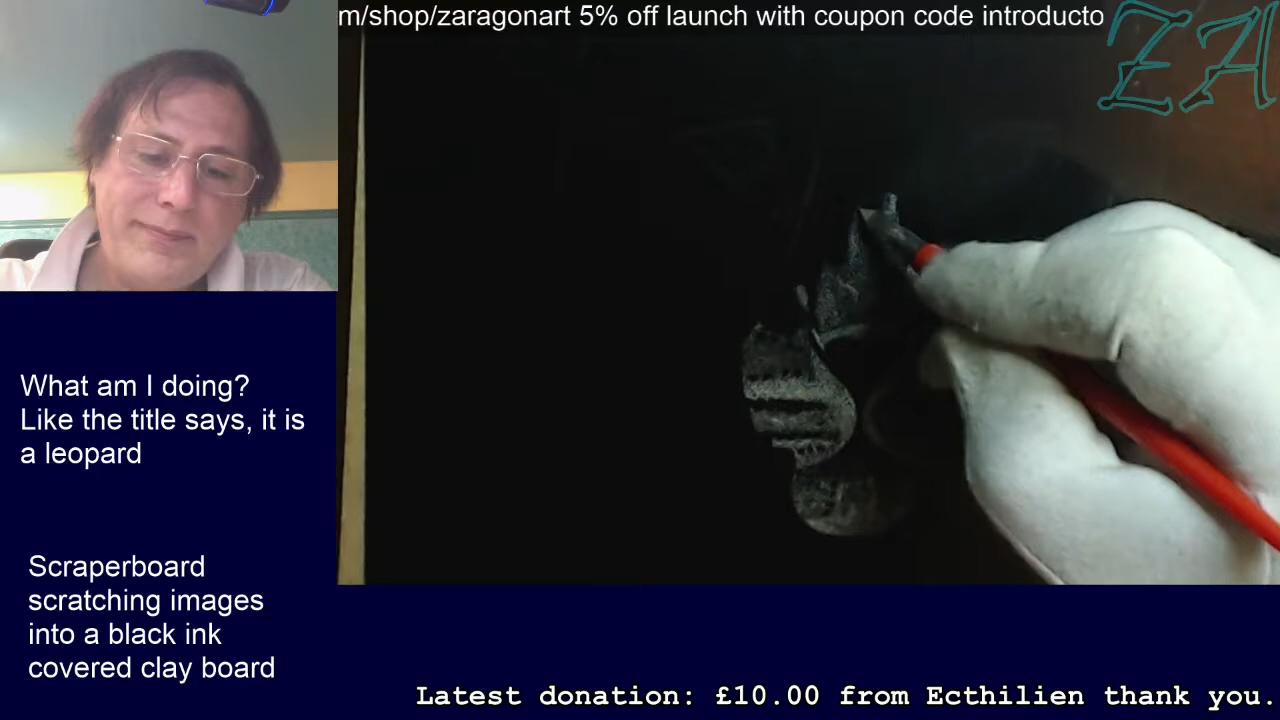 m/shop/zaragonart 5% off launch with coupon code introducto
ZA
What am I doing?
Like the title says, it is
a leopard
Scraperboard
scratching images
into a black ink
covered clay board
Latest donation: £10.00 from Ecthilien thank you.